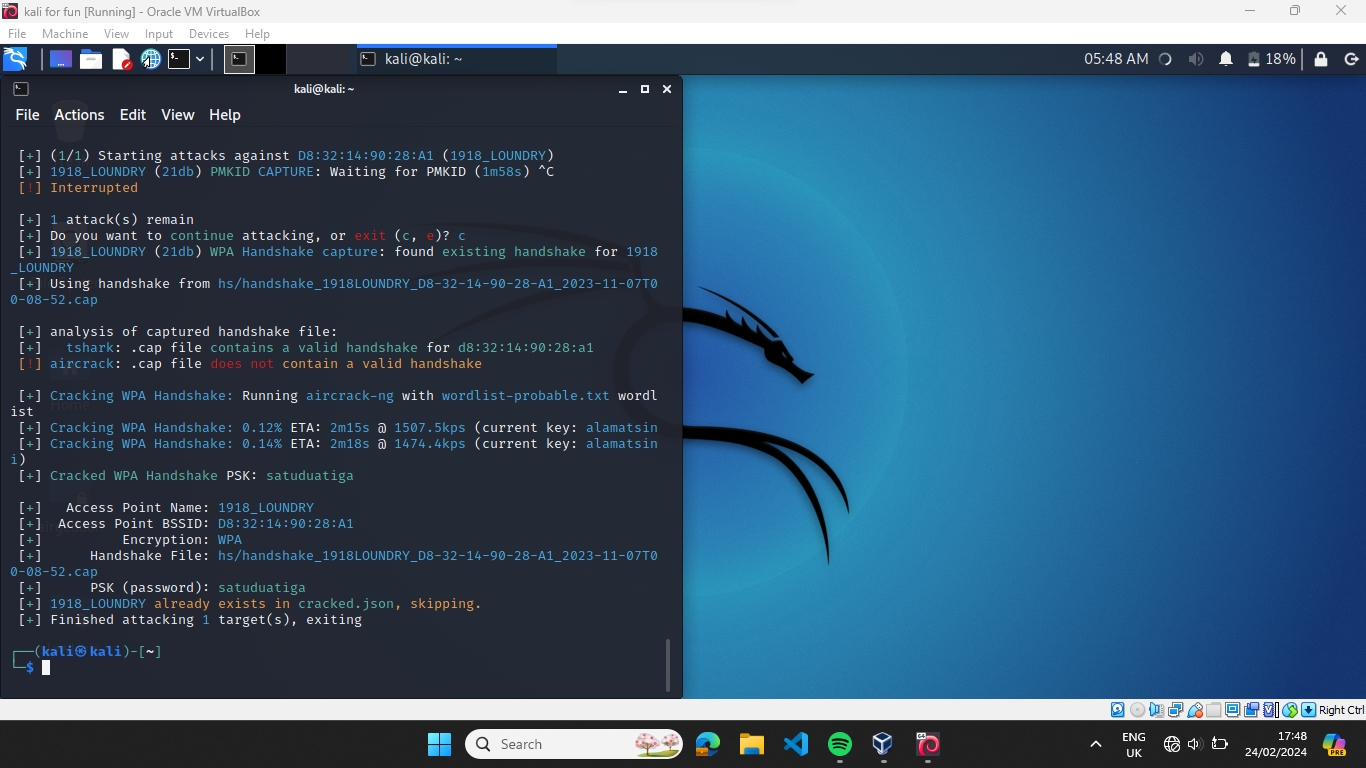 kali for fun [Running] - Oracle VM VirtualBox
File Machine View Input Devices Help
kali@kali: ~
05:48 AM 18%
kali@kali: ~
File Actions Edit View Help
[+] (1/1) Starting attacks against D8:32:14:90:28:A1 (1918_LOUNDRY)
[+] 1918_LOUNDRY (21db) PMKID CAPTURE: Waiting for PMKID (1m58s) ^C
[!] Interrupted
[+] 1 attack(s) remain
[+] Do you want to continue attacking, or exit (c, e)? c
[+] 1918_LOUNDRY (21db) WPA Handshake capture: found existing handshake for 1918
_LOUNDRY
[+] Using handshake from hs/handshake_1918LOUNDRY_D8-32-14-90-28-A1_2023-11-07T0
0-08-52.cap
[+] analysis of captured handshake file:
[+]   tshark: .cap file contains a valid handshake for d8:32:14:90:28:a1
[!] aircrack: .cap file does not contain a valid handshake
[+] Cracking WPA Handshake: Running aircrack-ng with wordlist-probable.txt wordl
ist
[+] Cracking WPA Handshake: 0.12% ETA: 2m15s @ 1507.5kps (current key: alamatsin
[+] Cracking WPA Handshake: 0.14% ETA: 2m18s @ 1474.4kps (current key: alamatsin
i)
[+] Cracked WPA Handshake PSK: satuduatiga
[+]   Access Point Name: 1918_LOUNDRY
[+]  Access Point BSSID: D8:32:14:90:28:A1
[+]          Encryption: WPA
[+]      Handshake File: hs/handshake_1918LOUNDRY_D8-32-14-90-28-A1_2023-11-07T0
0-08-52.cap
[+]      PSK (password): satuduatiga
[+] 1918_LOUNDRY already exists in cracked.json, skipping.
[+] Finished attacking 1 target(s), exiting
┌──(kali㉿kali)-[~]
└─$
Right Ctrl
Search
ENG
UK
17:48
24/02/2024
PRE